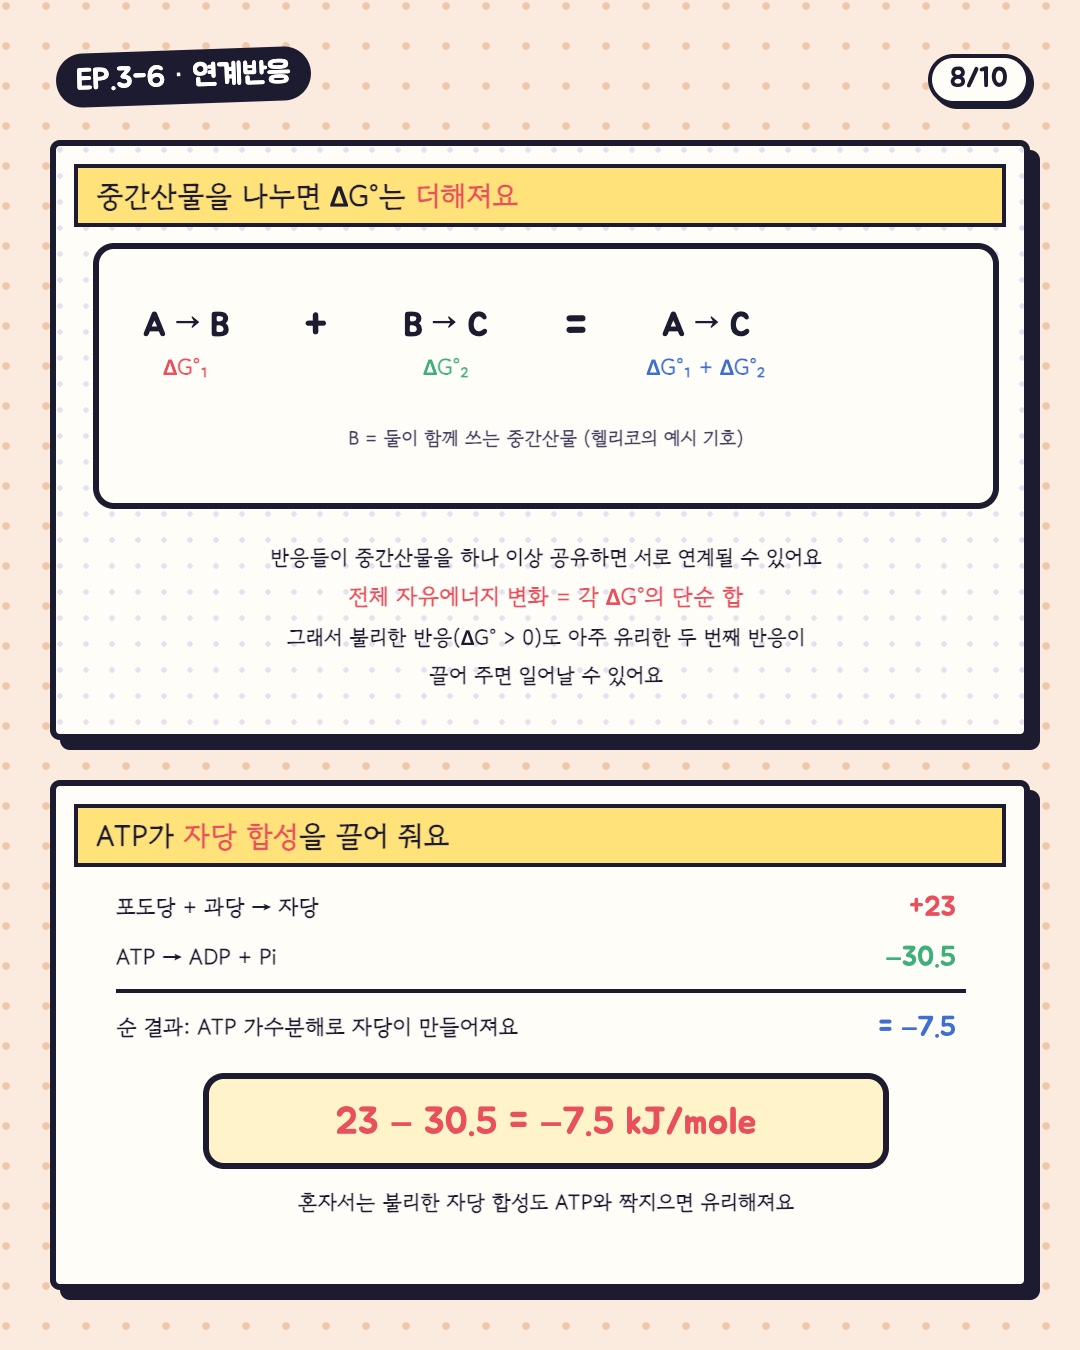 EP.3-6 · 연계반응
8/10
중간산물을 나누면 ΔG°는 더해져요
A → B + B → C = A → C
ΔG°₁ ΔG°₂ ΔG°₁ + ΔG°₂
B = 둘이 함께 쓰는 중간산물 (헬리코의 예시 기호)
반응들이 중간산물을 하나 이상 공유하면 서로 연계될 수 있어요
전체 자유에너지 변화 = 각 ΔG°의 단순 합
그래서 불리한 반응(ΔG° > 0)도 아주 유리한 두 번째 반응이
끌어 주면 일어날 수 있어요
ATP가 자당 합성을 끌어 줘요
포도당 + 과당 → 자당 +23
ATP → ADP + Pi –30.5
순 결과: ATP 가수분해로 자당이 만들어져요 = –7.5
23 – 30.5 = –7.5 kJ/mole
혼자서는 불리한 자당 합성도 ATP와 짝지으면 유리해져요